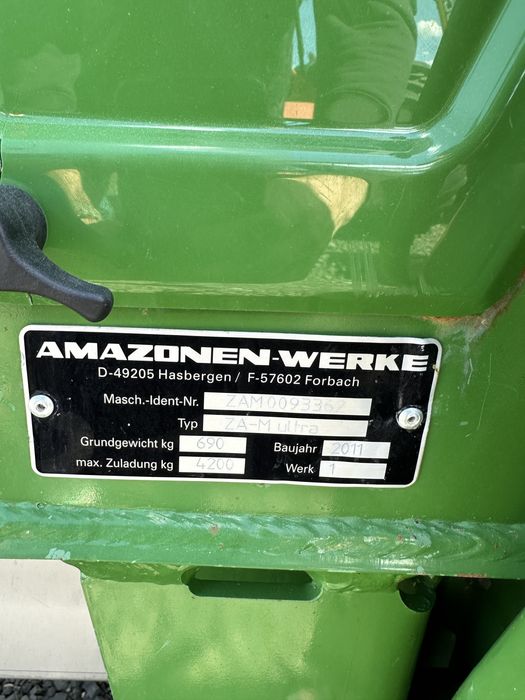 AMAZONEN-WERKE
D-49205 Hasbergen / F-57602 Forbach
Masch.-Ident-Nr. ZAM0093362
Typ ZA-M ultra
Grundgewicht kg 690 Baujahr 2011
max. Zuladung kg 4200 Werk 1